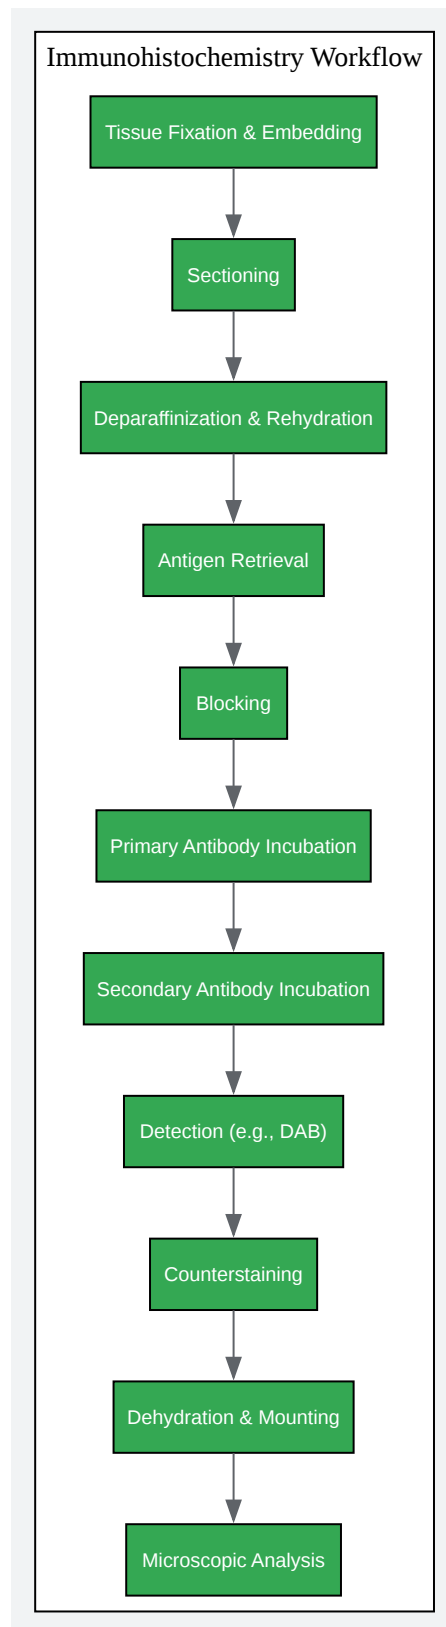 Immunohistochemistry Workflow
Tissue Fixation & Embedding
Sectioning
Deparaffinization & Rehydration
Antigen Retrieval
Blocking
Primary Antibody Incubation
Secondary Antibody Incubation
Detection (e.g., DAB)
Counterstaining
Dehydration & Mounting
Microscopic Analysis